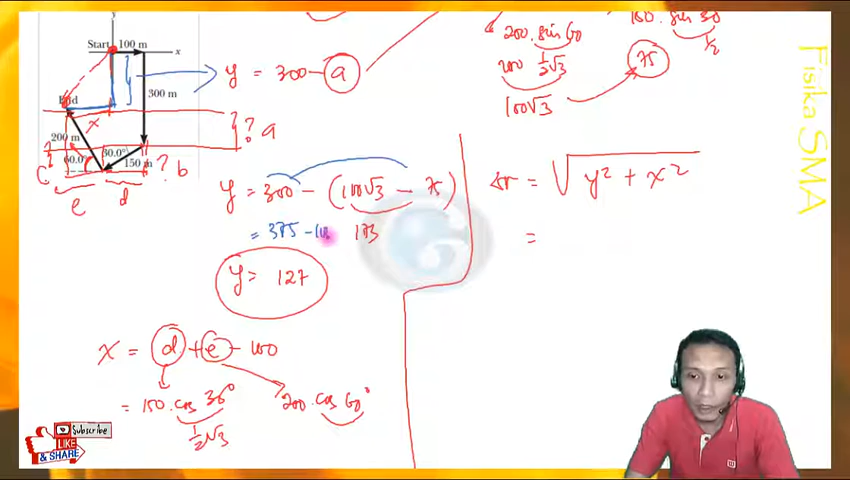 y
Start 100 m x
y = 300 - a
300 m
200 . sin 60
200 ½√3
100√3
150 . sin 30
1/2
75
End
x
? a
200 m
30.0°
60.0°
150 m
? b
C
e
d
y = 300 - (100√3 - 75)
= 375 - 173
y = 127
x = d + e - 100
= 150 . cos 30° 200 . cos 60°
½√3
Δr = √y² + x²
=
Fisika SMA
Subscribe
LIKE
& SHARE